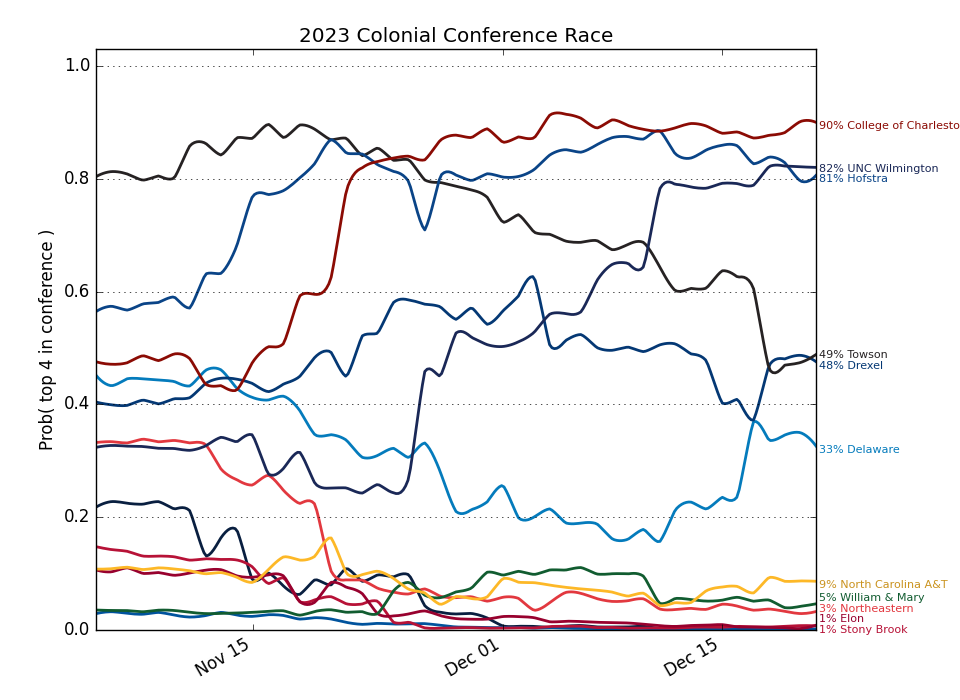 2023 Colonial Conference Race
Prob( top 4 in conference )
1.0
0.8
0.6
0.4
0.2
0.0
Nov 15
Dec 01
Dec 15
90% College of Charlesto
82% UNC Wilmington
81% Hofstra
49% Towson
48% Drexel
33% Delaware
9% North Carolina A&T
5% William & Mary
3% Northeastern
1% Elon
1% Stony Brook